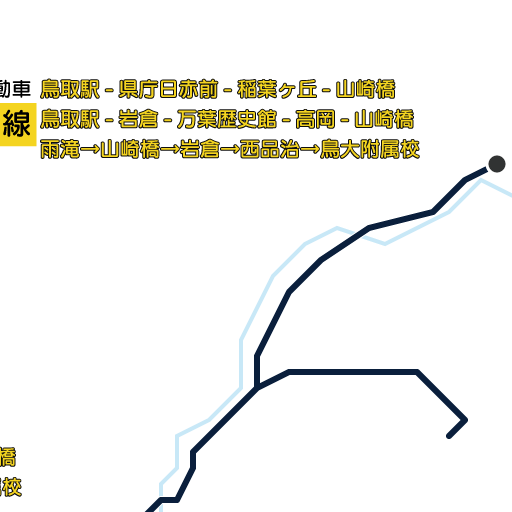 動車 鳥取駅 - 県庁日赤前 - 稲葉ヶ丘 - 山崎橋
線 鳥取駅 - 岩倉 - 万葉歴史館 - 高岡 - 山崎橋
雨滝→山崎橋→岩倉→西品治→鳥大附属校
橋
校